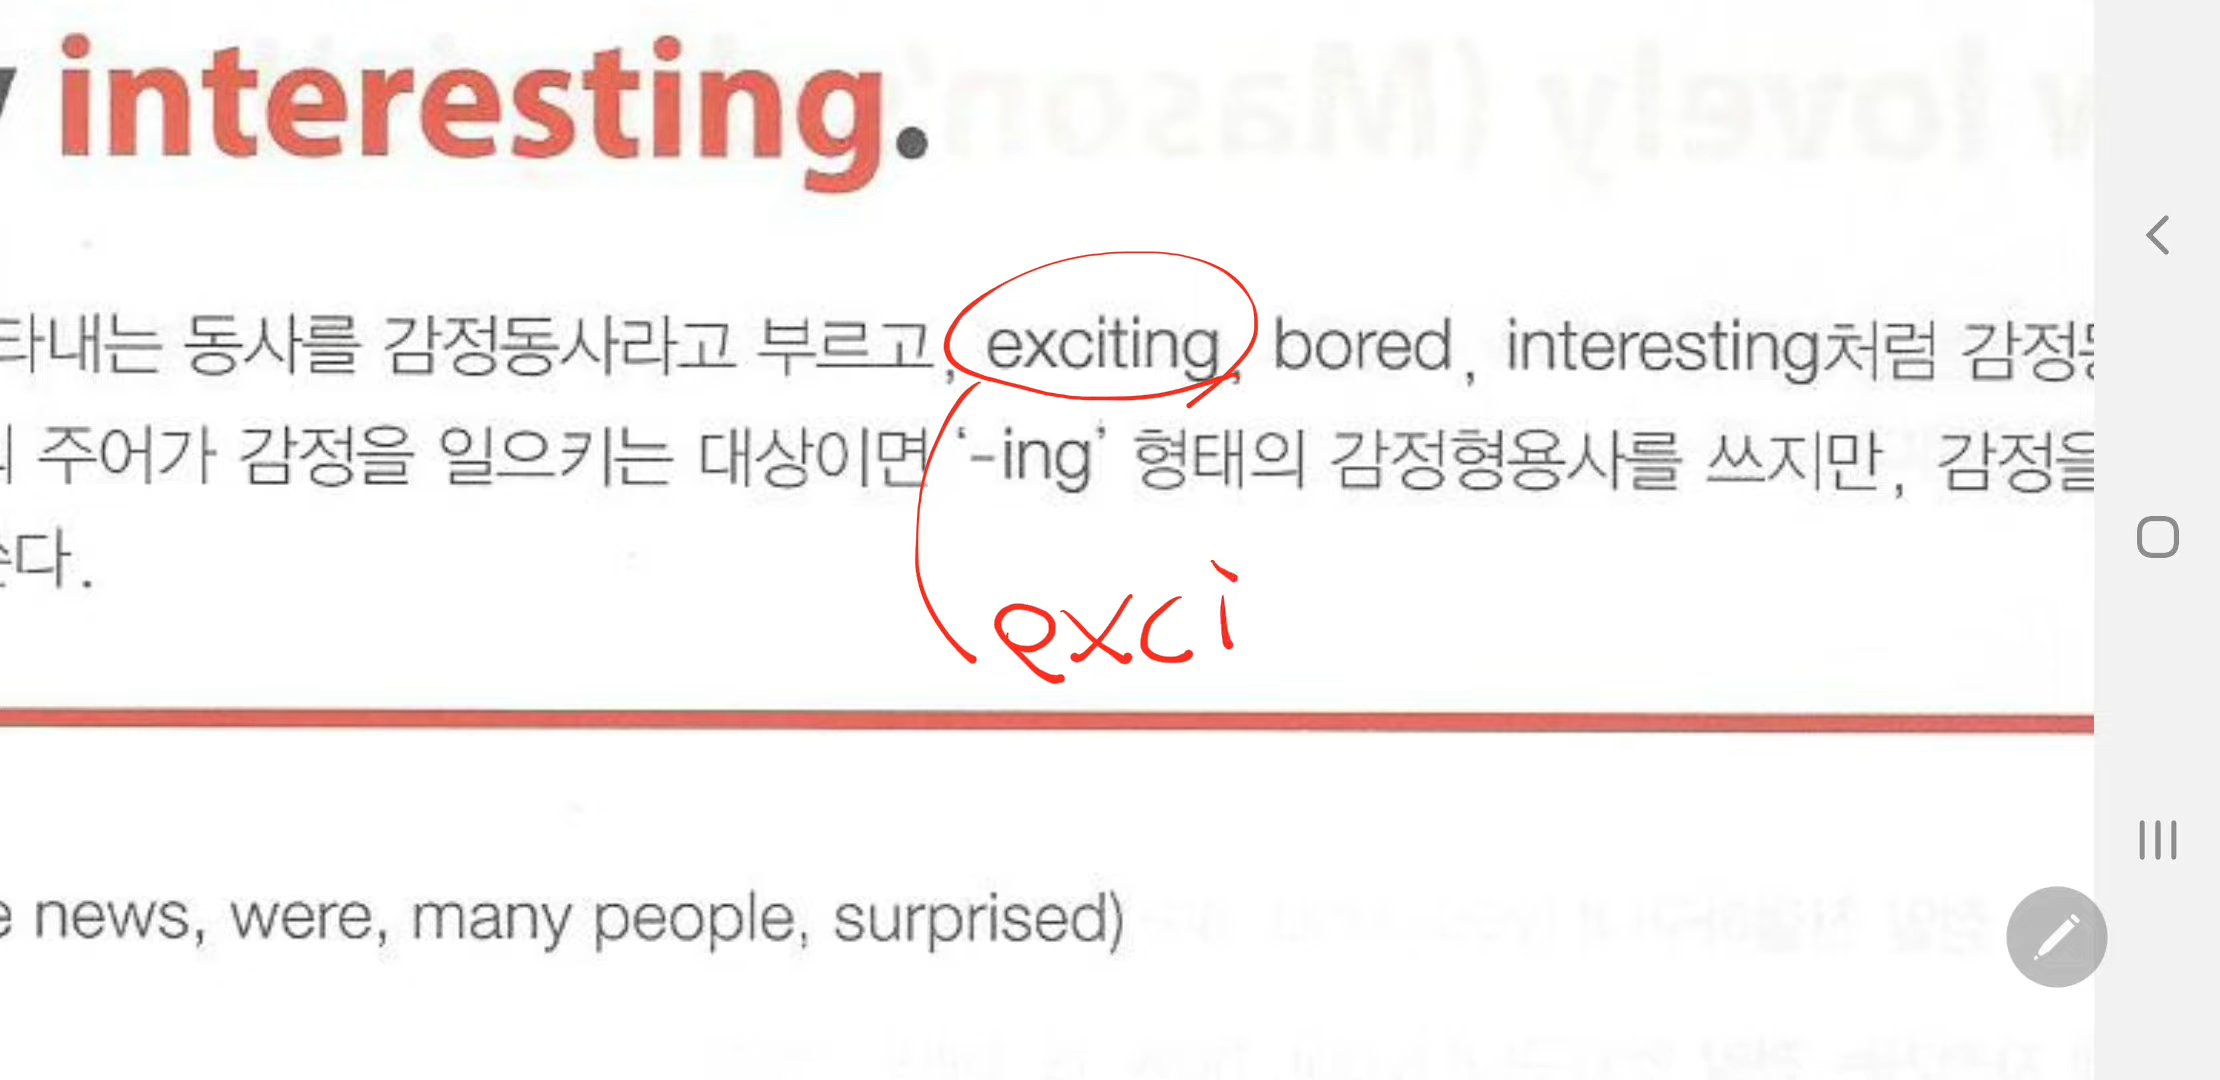 interesting.
타내는 동사를 감정동사라고 부르고, exciting, bored, interesting처럼 감정
주어가 감정을 일으키는 대상이면 '-ing' 형태의 감정형용사를 쓰지만, 감정을
다.
exci
news, were, many people, surprised)